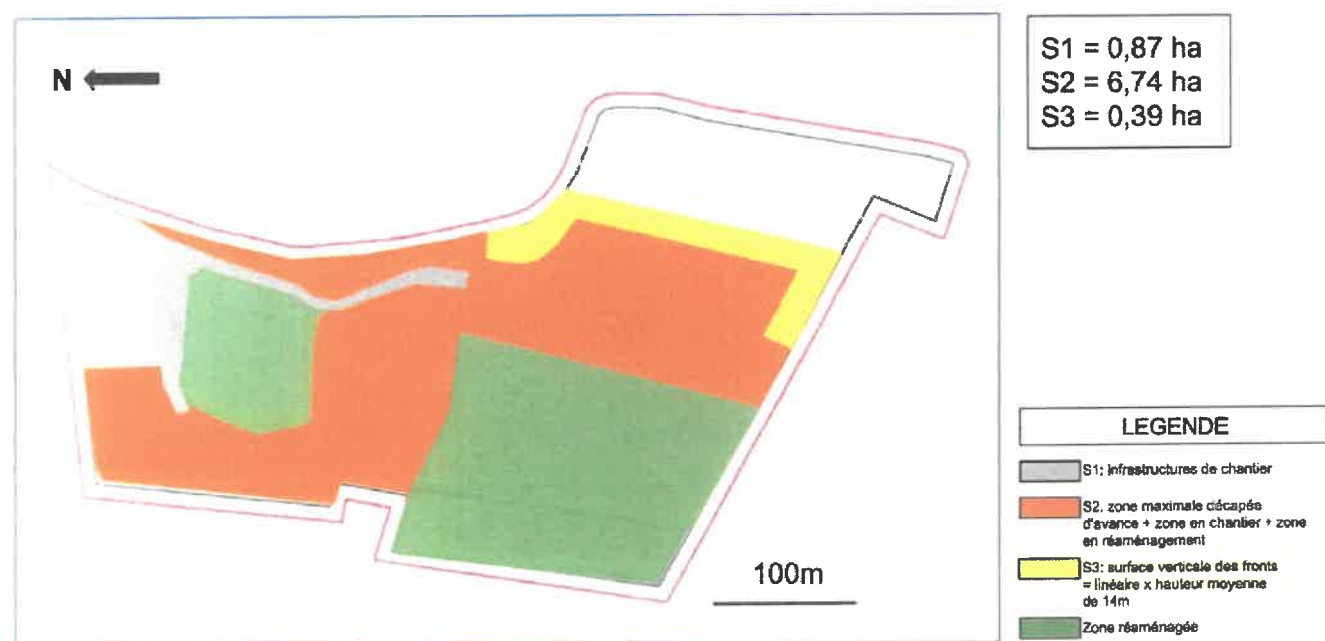 N
S1 = 0,87 ha
S2 = 6,74 ha
S3 = 0,39 ha
100m
LEGENDE
S1: Infrastructures de chantier
S2. zone maximale décapée
d'avance + zone en chantier + zone
en réaménagement
S3: surface verticale des fronts
= linéaire x hauteur moyenne
de 14m
Zone réaménagée